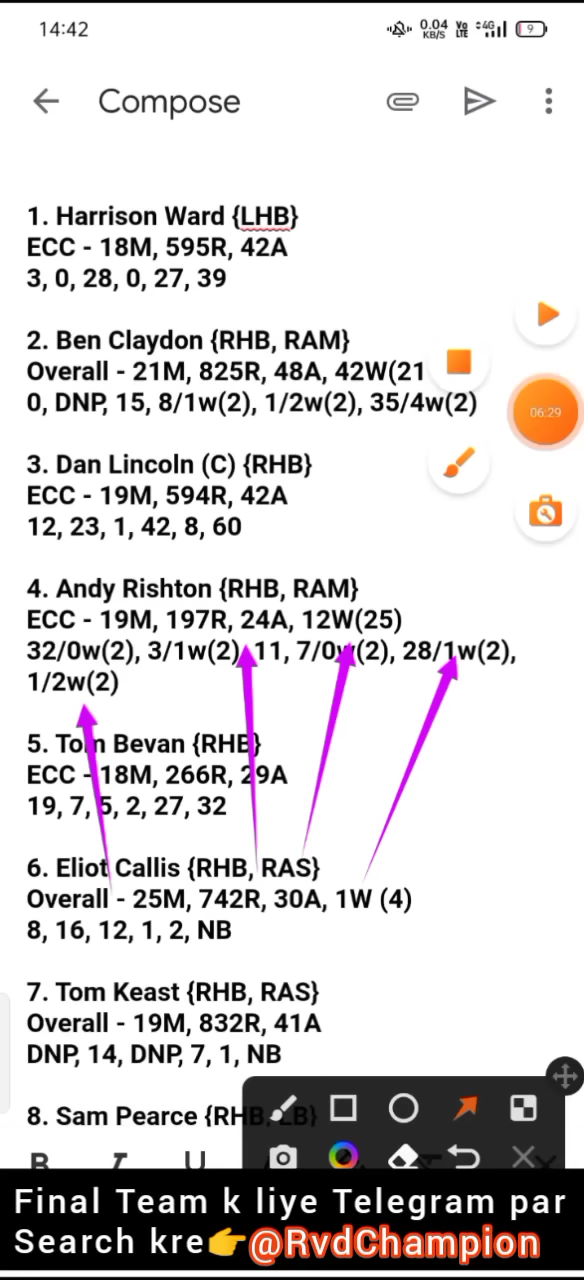 14:42
0.04 KB/S Vo LTE 4G 9
Compose
1. Harrison Ward {LHB}
ECC - 18M, 595R, 42A
3, 0, 28, 0, 27, 39
2. Ben Claydon {RHB, RAM}
Overall - 21M, 825R, 48A, 42W(21
0, DNP, 15, 8/1w(2), 1/2w(2), 35/4w(2)
06:29
3. Dan Lincoln (C) {RHB}
ECC - 19M, 594R, 42A
12, 23, 1, 42, 8, 60
4. Andy Rishton {RHB, RAM}
ECC - 19M, 197R, 24A, 12W(25)
32/0w(2), 3/1w(2), 11, 7/0w(2), 28/1w(2),
1/2w(2)
5. Tom Bevan {RHB}
ECC - 18M, 266R, 29A
19, 7, 5, 2, 27, 32
6. Eliot Callis {RHB, RAS}
Overall - 25M, 742R, 30A, 1W (4)
8, 16, 12, 1, 2, NB
7. Tom Keast {RHB, RAS}
Overall - 19M, 832R, 41A
DNP, 14, DNP, 7, 1, NB
8. Sam Pearce {RHB, LB}
B I U
Final Team k liye Telegram par
Search kre👉@RvdChampion